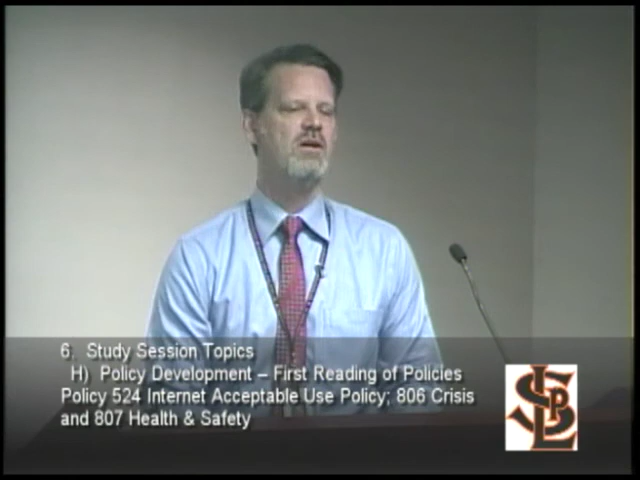 6. Study Session Topics
H) Policy Development – First Reading of Policies
Policy 524 Internet Acceptable Use Policy; 806 Crisis
and 807 Health & Safety
SLP